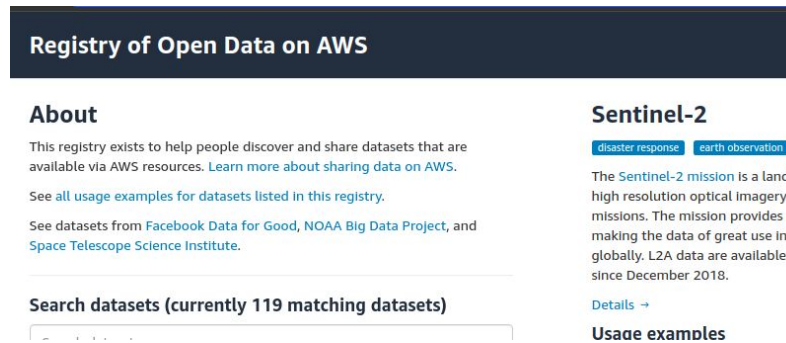 Registry of Open Data on AWS
About
This registry exists to help people discover and share datasets that are
available via AWS resources. Learn more about sharing data on AWS.
See all usage examples for datasets listed in this registry.
See datasets from Facebook Data for Good, NOAA Big Data Project, and
Space Telescope Science Institute.
Search datasets (currently 119 matching datasets)
Sentinel-2
disaster response earth observation
The Sentinel-2 mission is a land
high resolution optical imagery
missions. The mission provides
making the data of great use in
globally. L2A data are available
since December 2018.
Details →
Usage examples